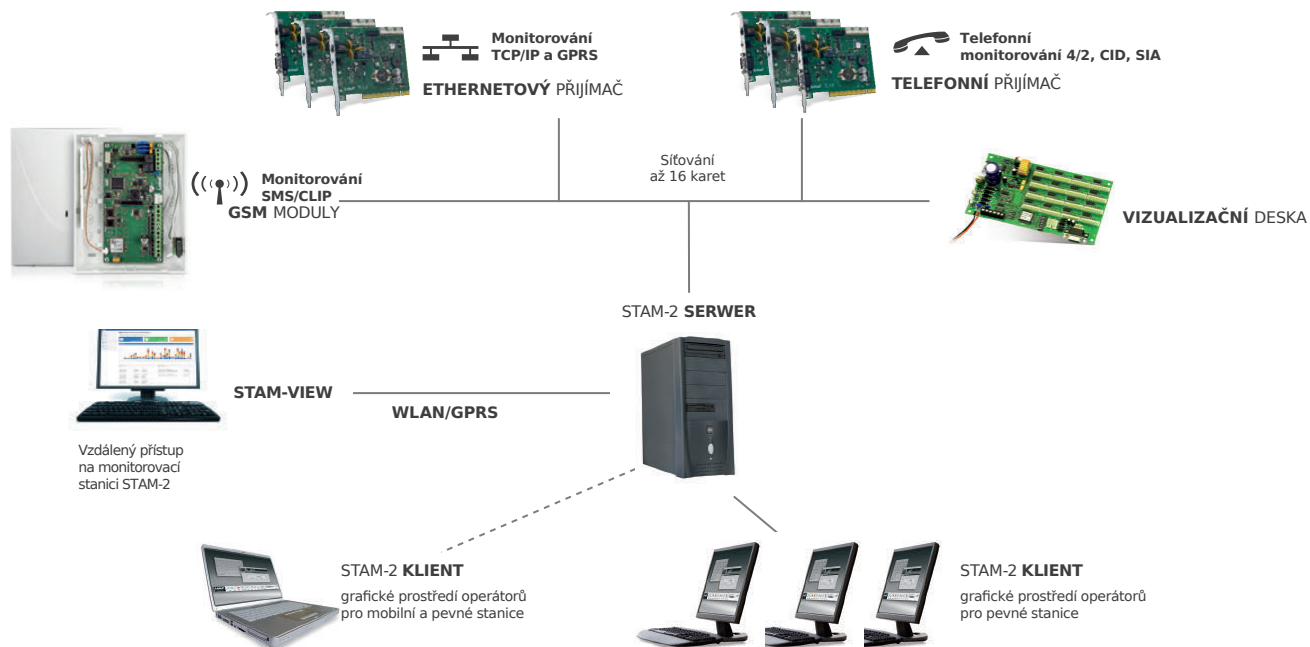 Monitorování
TCP/IP a GPRS
ETHERNETOVÝ PŘIJÍMAČ
Telefonní
monitorování 4/2, CID, SIA
TELEFONNÍ PŘIJÍMAČ
Monitorování
SMS/CLIP
GSM MODULY
Síťování
až 16 karet
VIZUALIZAČNÍ DESKA
STAM-2 SERWER
STAM-VIEW
WLAN/GPRS
Vzdálený přístup
na monitorovací
stanici STAM-2
STAM-2 KLIENT
grafické prostředí operátorů
pro mobilní a pevné stanice
STAM-2 KLIENT
grafické prostředí operátorů
pro pevné stanice